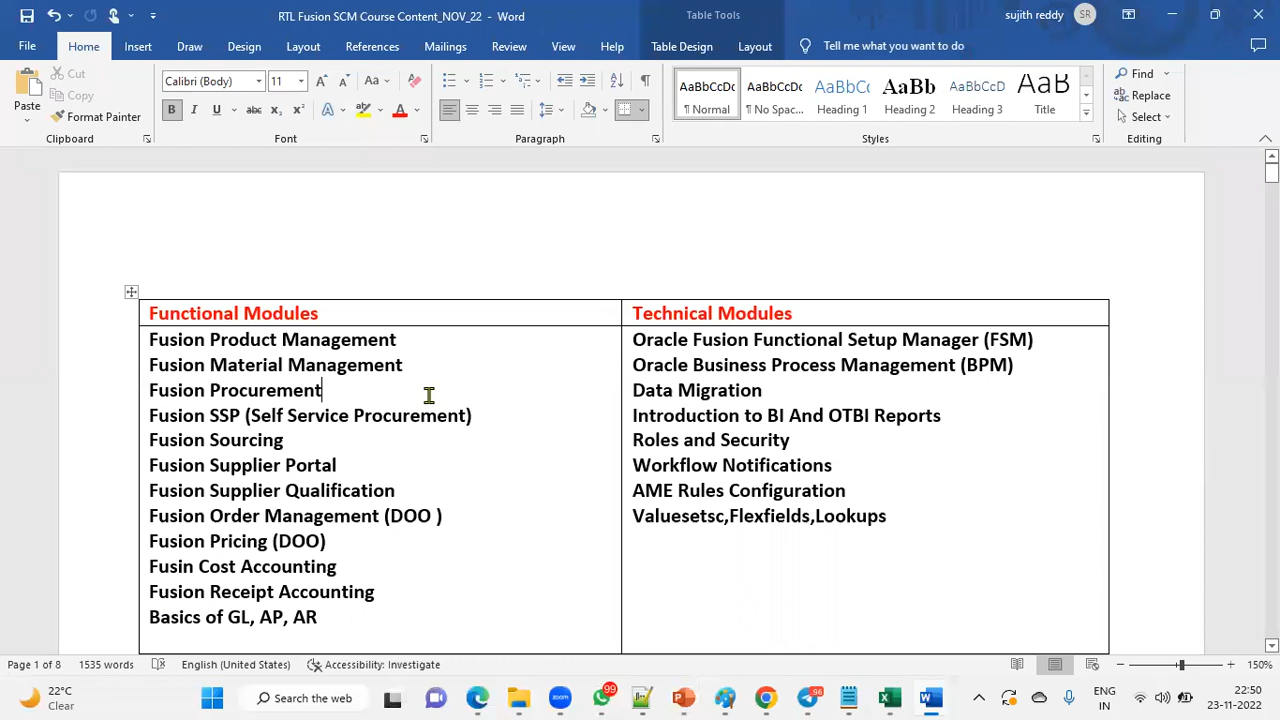 RTL Fusion SCM Course Content_NOV_22 - Word
Table Tools
sujith reddy
SR
File Home Insert Draw Design Layout References Mailings Review View Help Table Design Layout Tell me what you want to do
Paste
Cut
Copy
Format Painter
Clipboard
Calibri (Body) 11
Font
Paragraph
AaBbCcDc AaBbCcDc AaBbCc AaBb AaBbCcD AaB
¶ Normal ¶ No Spac... Heading 1 Heading 2 Heading 3 Title
Styles
Find
Replace
Select
Editing
Functional Modules
Fusion Product Management
Fusion Material Management
Fusion Procurement
Fusion SSP (Self Service Procurement)
Fusion Sourcing
Fusion Supplier Portal
Fusion Supplier Qualification
Fusion Order Management (DOO )
Fusion Pricing (DOO)
Fusin Cost Accounting
Fusion Receipt Accounting
Basics of GL, AP, AR
Technical Modules
Oracle Fusion Functional Setup Manager (FSM)
Oracle Business Process Management (BPM)
Data Migration
Introduction to BI And OTBI Reports
Roles and Security
Workflow Notifications
AME Rules Configuration
Valuesetsc,Flexfields,Lookups
Page 1 of 8 1535 words English (United States) Accessibility: Investigate 150%
22°C
Clear
Search the web
99
96
ENG
IN
22:50
23-11-2022